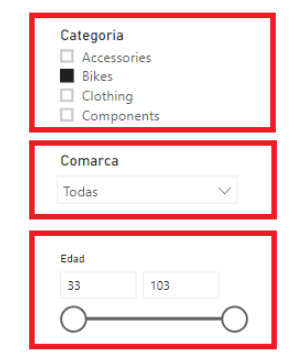 Categoria
Accessories
Bikes
Clothing
Components
Comarca
Todas
Edad
33 103